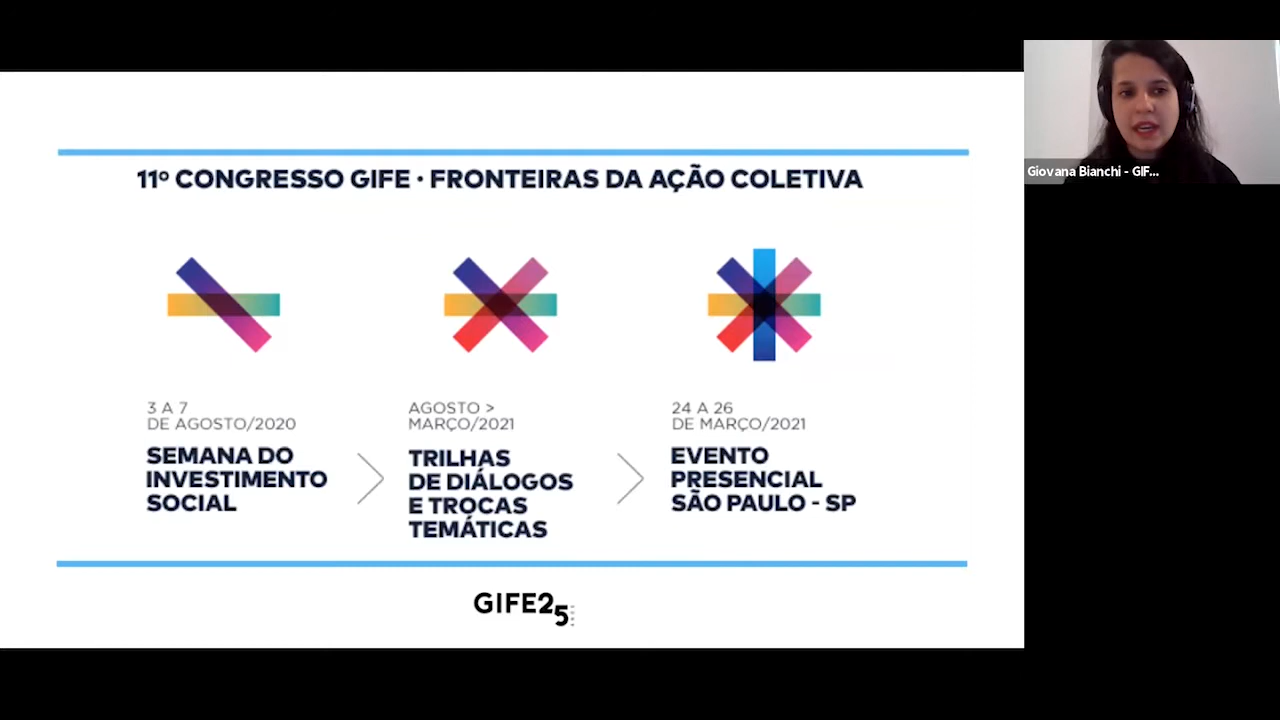 11º CONGRESSO GIFE • FRONTEIRAS DA AÇÃO COLETIVA
3 A 7
DE AGOSTO/2020
SEMANA DO
INVESTIMENTO
SOCIAL
AGOSTO >
MARÇO/2021
TRILHAS
DE DIÁLOGOS
E TROCAS
TEMÁTICAS
24 A 26
DE MARÇO/2021
EVENTO
PRESENCIAL
SÃO PAULO - SP
GIFE25
Giovana Bianchi - GIF...